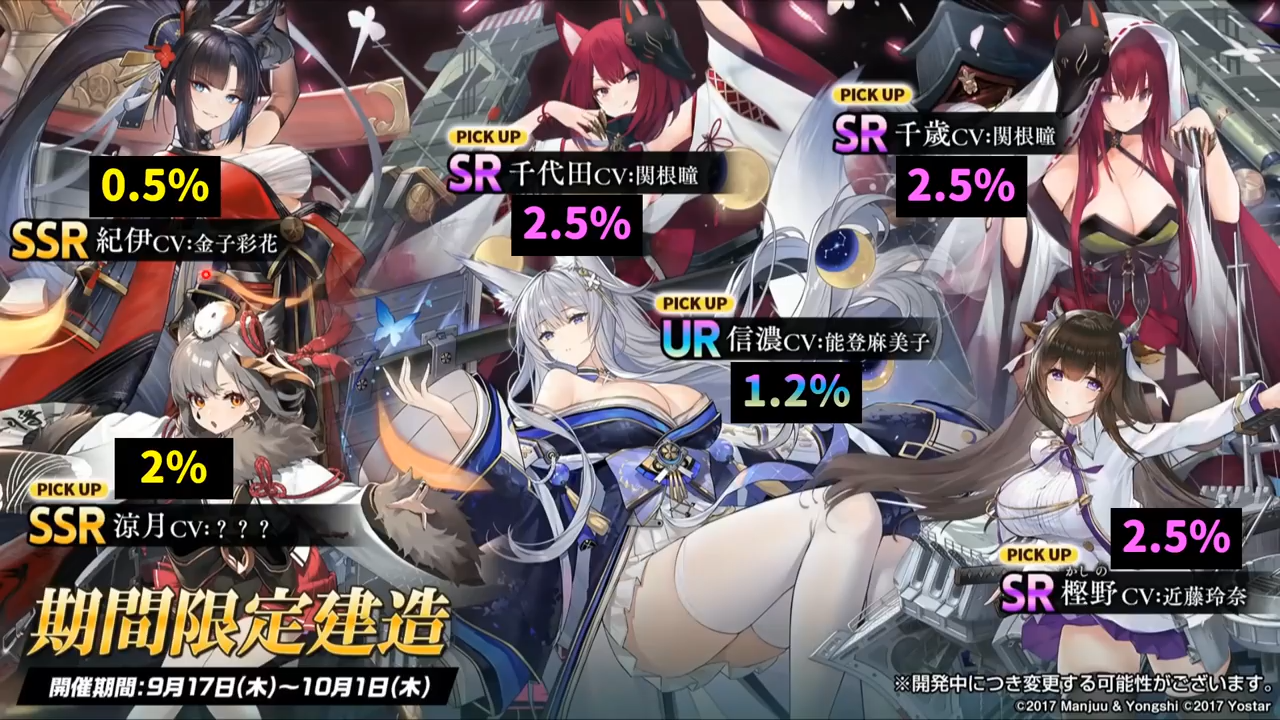 PICK UP
SR 千歳CV:関根瞳
2.5%
PICK UP
SR 千代田CV:関根瞳
2.5%
0.5%
SSR 紀伊CV:金子彩花
PICK UP
UR 信濃CV:能登麻美子
1.2%
2%
PICK UP
SSR 涼月CV:???
2.5%
PICK UP
かしの
SR 樫野CV:近藤玲奈
期間限定建造
開催期間:9月17日(木)~10月1日(木)
※開発中につき変更する可能性がございます。
©2017 Manjuu & Yongshi ©2017 Yostar